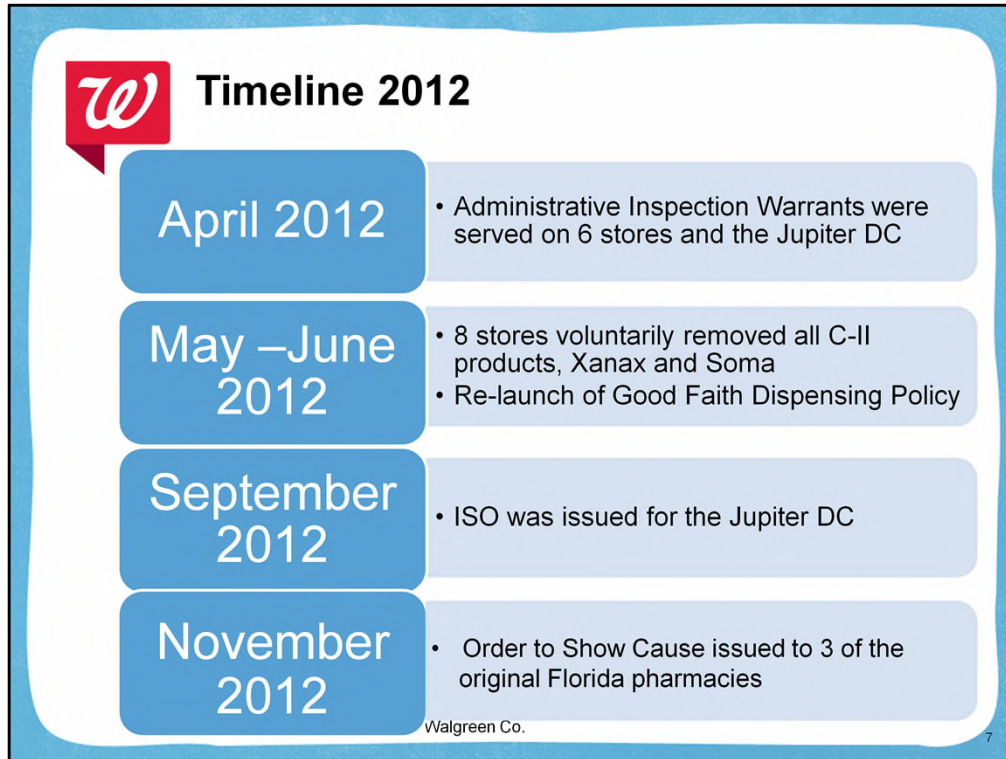 Timeline 2012
April 2012
• Administrative Inspection Warrants were
served on 6 stores and the Jupiter DC
May –June
2012
• 8 stores voluntarily removed all C-II
products, Xanax and Soma
• Re-launch of Good Faith Dispensing Policy
September
2012
• ISO was issued for the Jupiter DC
November
2012
• Order to Show Cause issued to 3 of the
original Florida pharmacies
Walgreen Co.
7